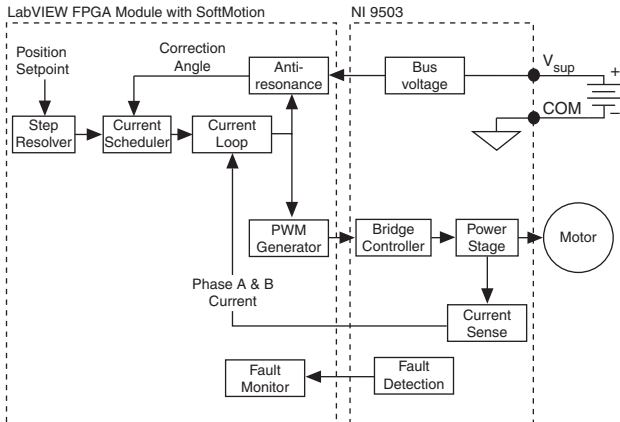 LabVIEW FPGA Module with SoftMotion
NI 9503
Position
Setpoint
Correction
Angle
Anti-
resonance
Bus
voltage
Vsup
+
COM
−
Step
Resolver
Current
Scheduler
Current
Loop
PWM
Generator
Bridge
Controller
Power
Stage
Motor
Phase A & B
Current
Current
Sense
Fault
Monitor
Fault
Detection